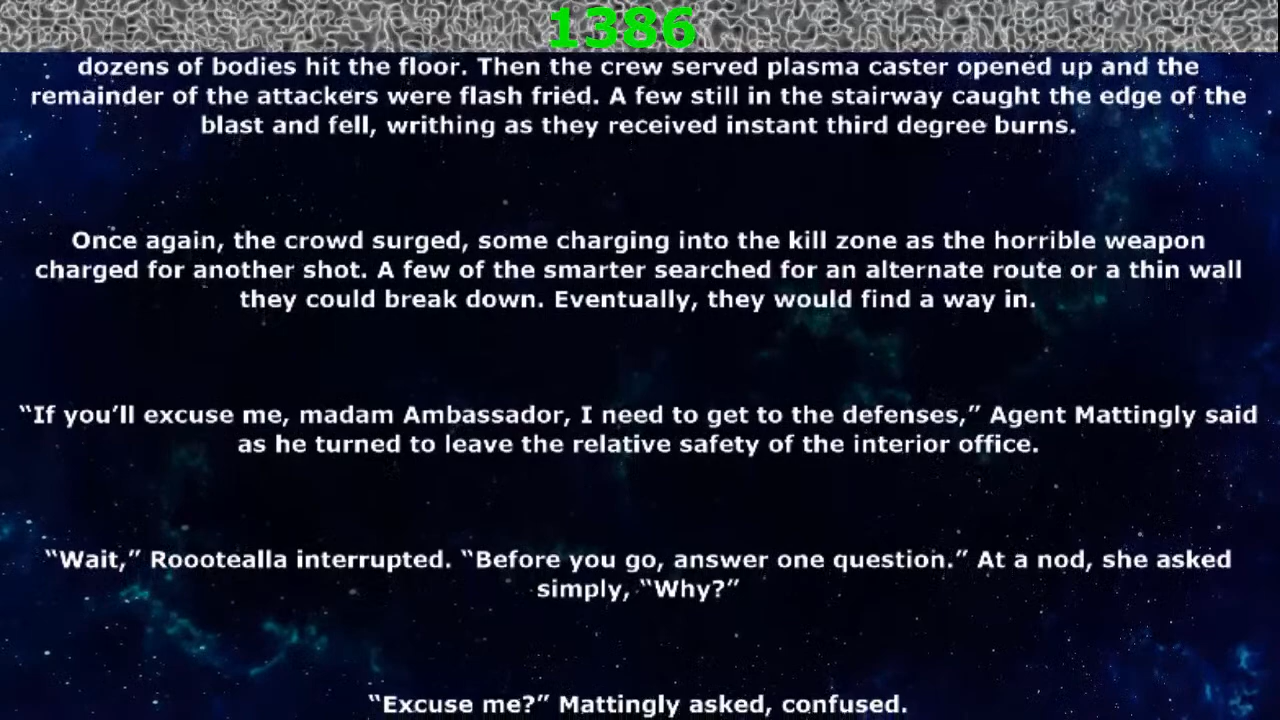 1386
dozens of bodies hit the floor. Then the crew served plasma caster opened up and the
remainder of the attackers were flash fried. A few still in the stairway caught the edge of the
blast and fell, writhing as they received instant third degree burns.
Once again, the crowd surged, some charging into the kill zone as the horrible weapon
charged for another shot. A few of the smarter searched for an alternate route or a thin wall
they could break down. Eventually, they would find a way in.
“If you’ll excuse me, madam Ambassador, I need to get to the defenses,” Agent Mattingly said
as he turned to leave the relative safety of the interior office.
“Wait,” Roootealla interrupted. “Before you go, answer one question.” At a nod, she asked
simply, “Why?”
“Excuse me?” Mattingly asked, confused.